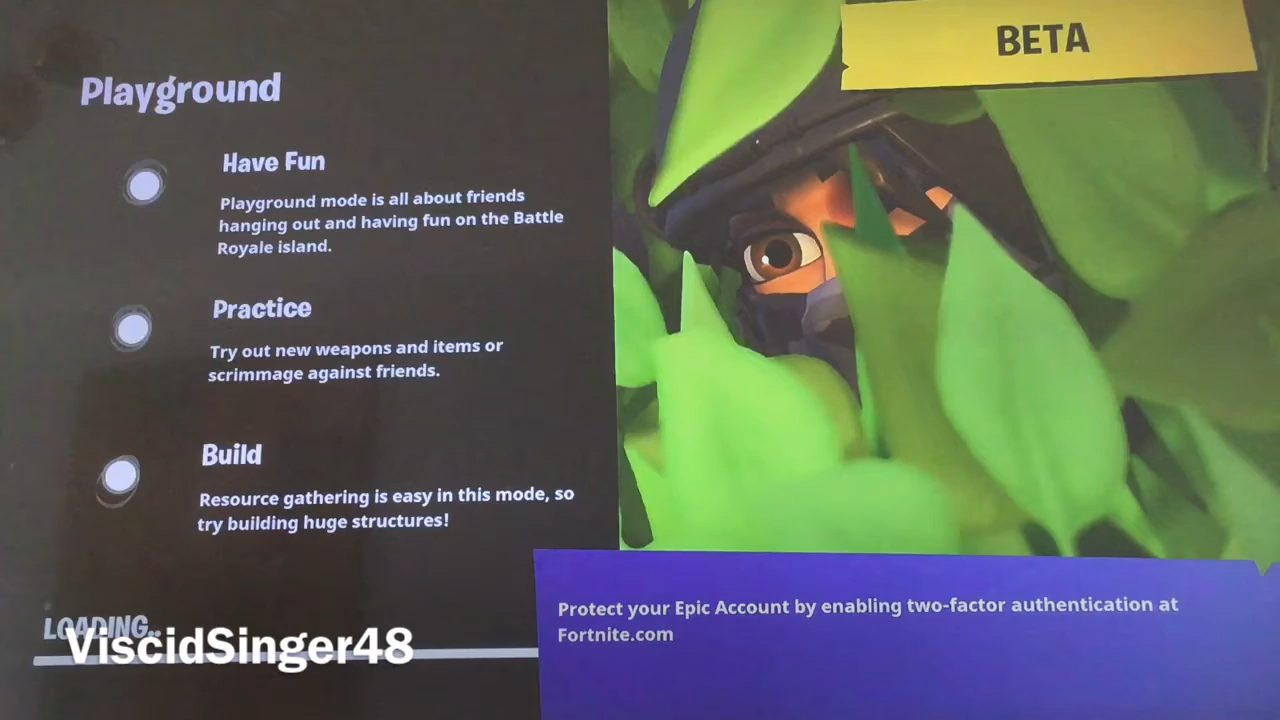 Playground
Have Fun
Playground mode is all about friends
hanging out and having fun on the Battle
Royale island.
Practice
Try out new weapons and items or
scrimmage against friends.
Build
Resource gathering is easy in this mode, so
try building huge structures!
LOADING..
ViscidSinger48
BETA
Protect your Epic Account by enabling two-factor authentication at
Fortnite.com